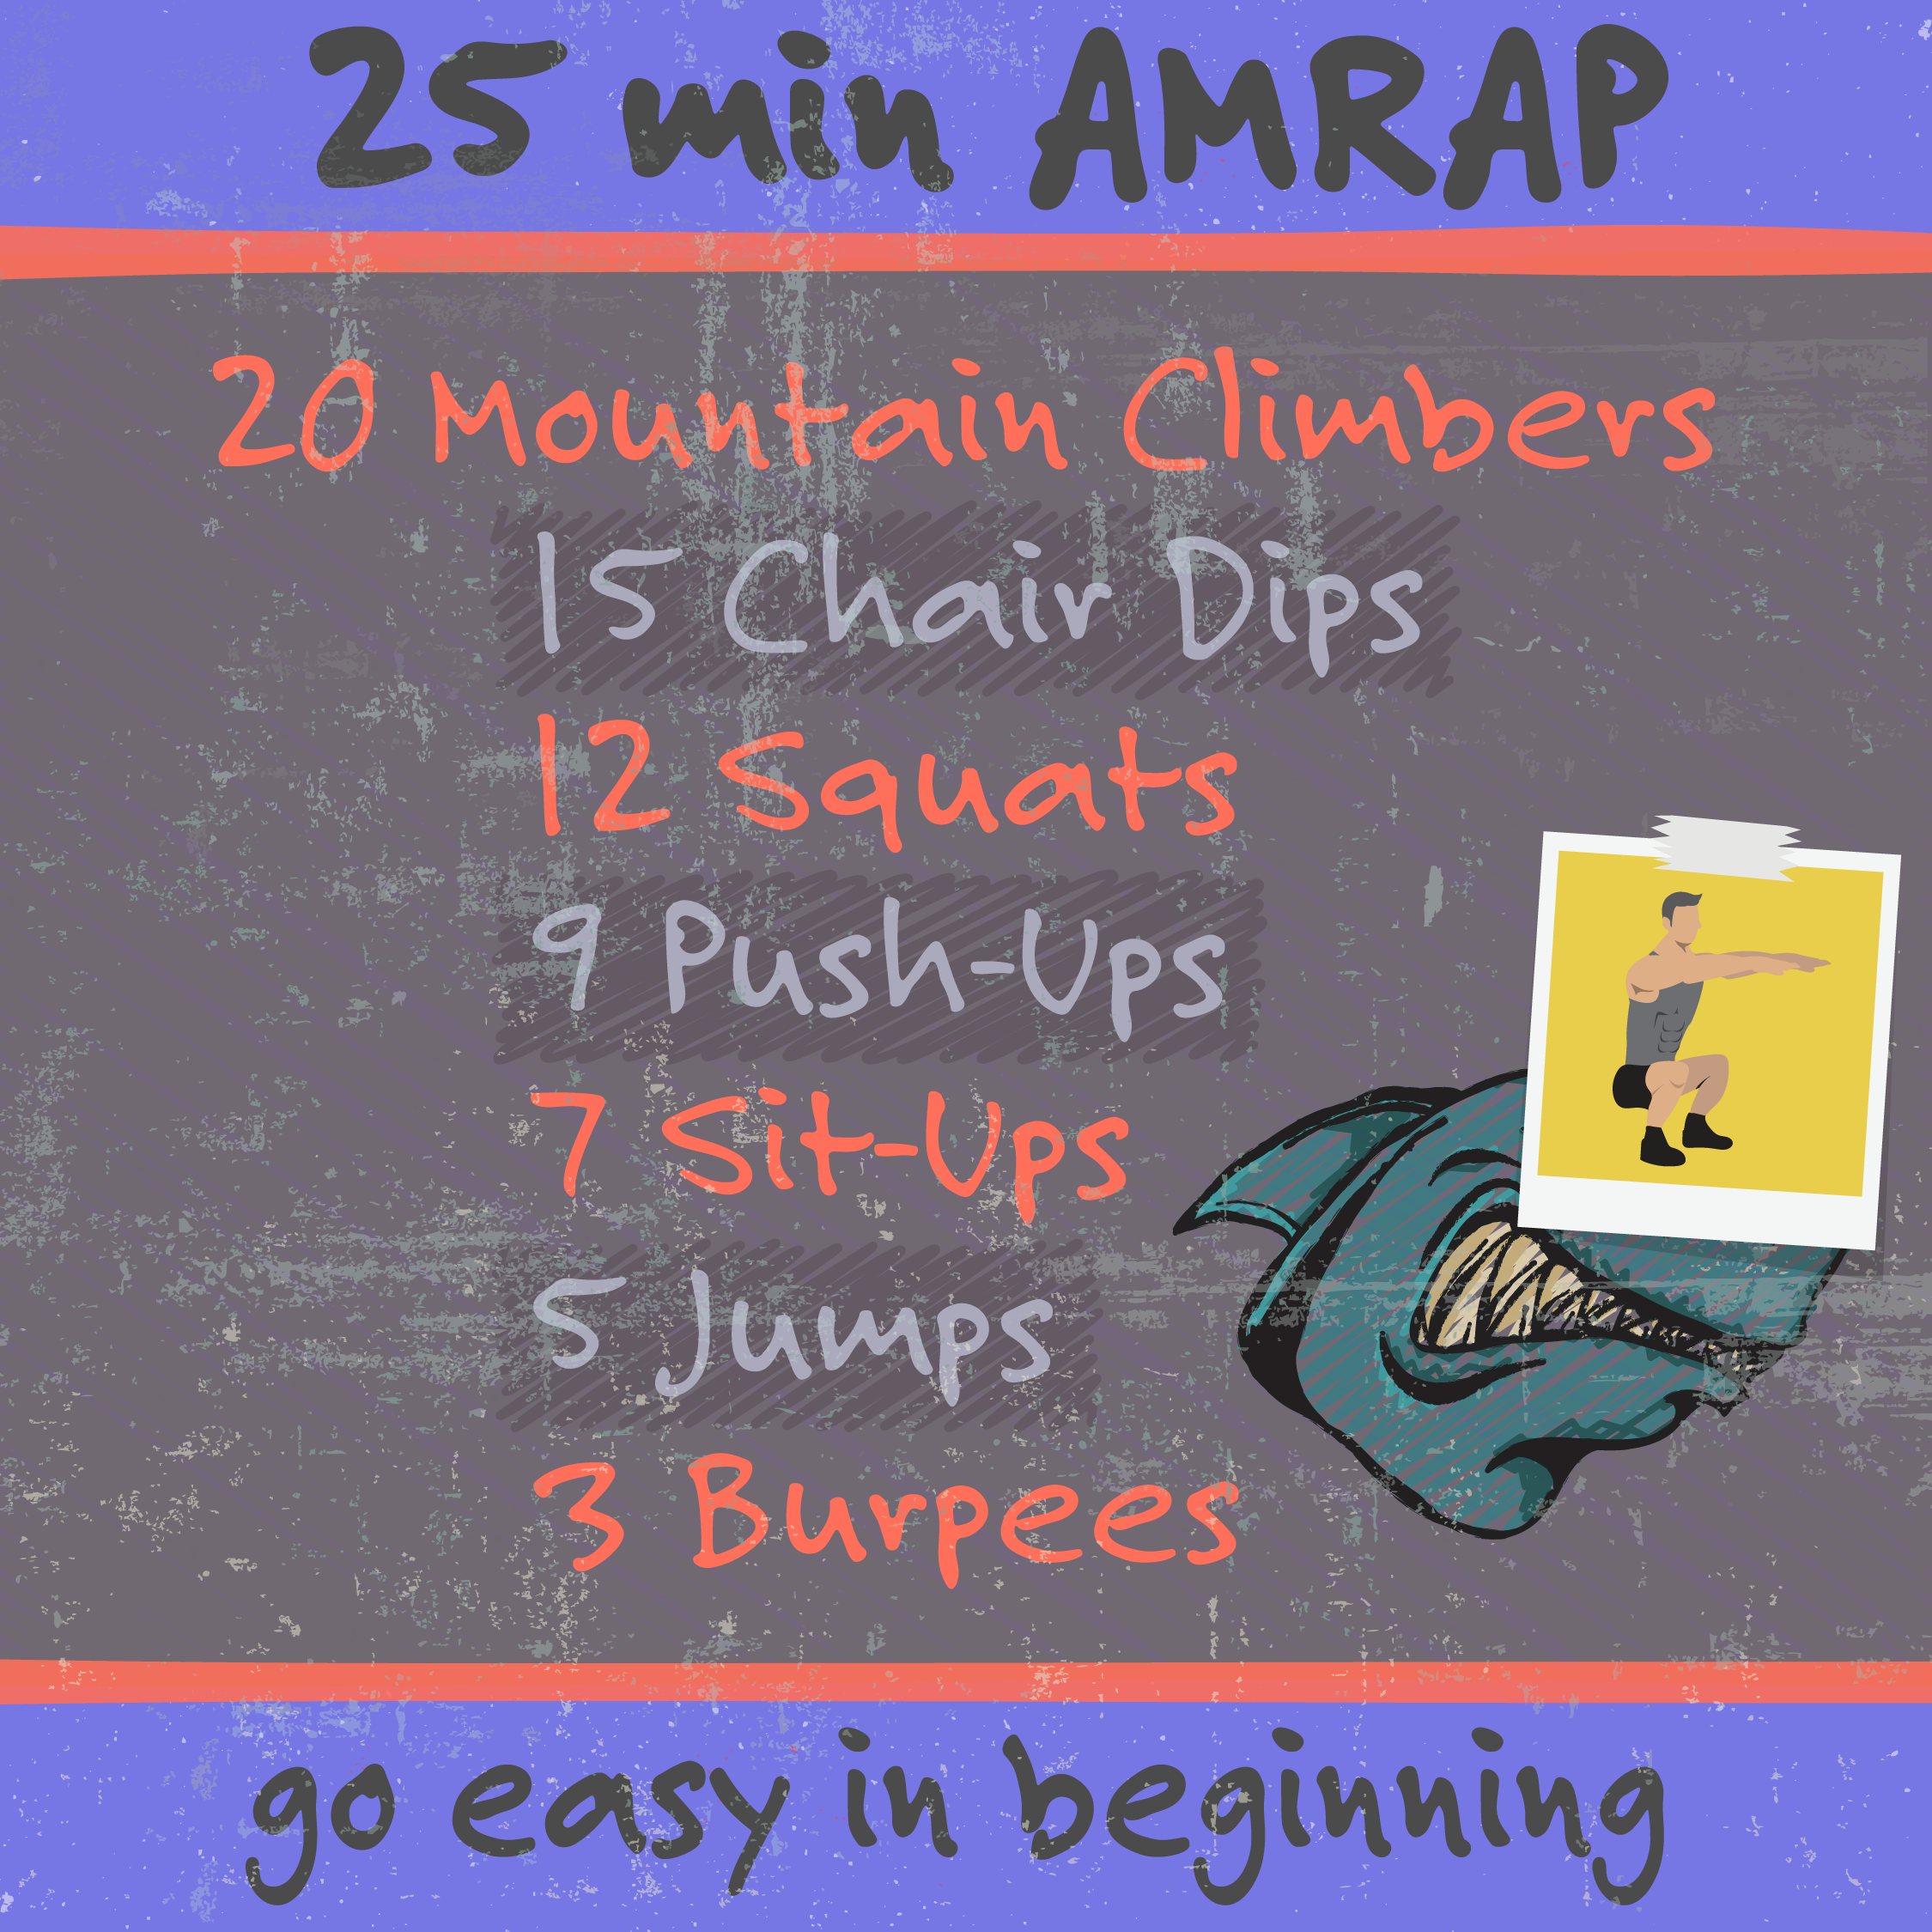 25 min AMRAP
20 Mountain Climbers
15 Chair Dips
12 Squats
9 Push-Ups
7 Sit-Ups
5 Jumps
3 Burpees
go easy in beginning